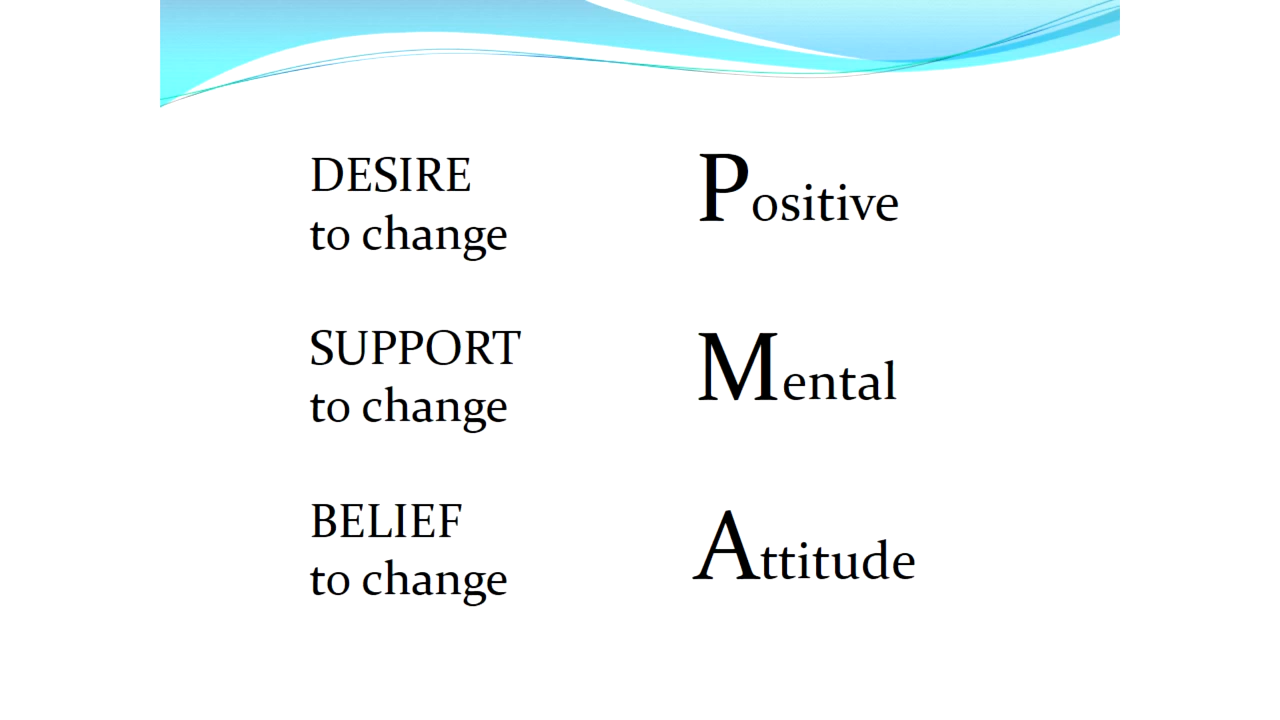 DESIRE
to change
SUPPORT
to change
BELIEF
to change
Positive
Mental
Attitude